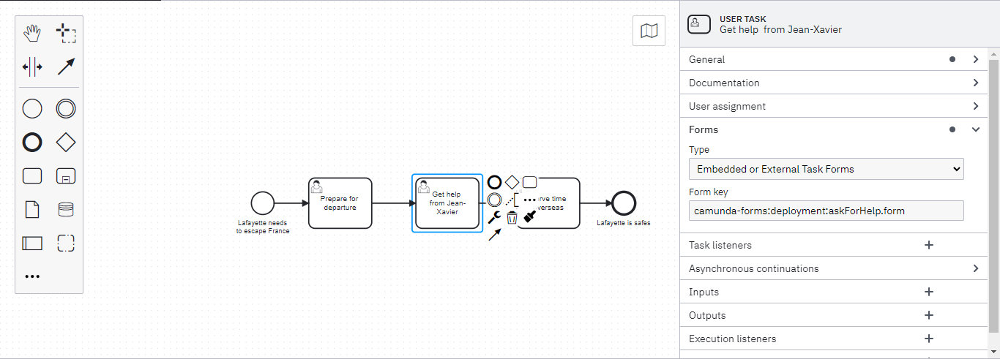 USER TASK
Get help  from Jean-Xavier
General
Documentation
User assignment
Forms
Type
Embedded or External Task Forms
Form key
camunda-forms:deployment:askForHelp.form
Task listeners
Asynchronous continuations
Inputs
Outputs
Execution listeners
Lafayette needs
to escape France
Prepare for
departure
Get help
from Jean-
Xavier
rve time
verseas
Lafayette is safes